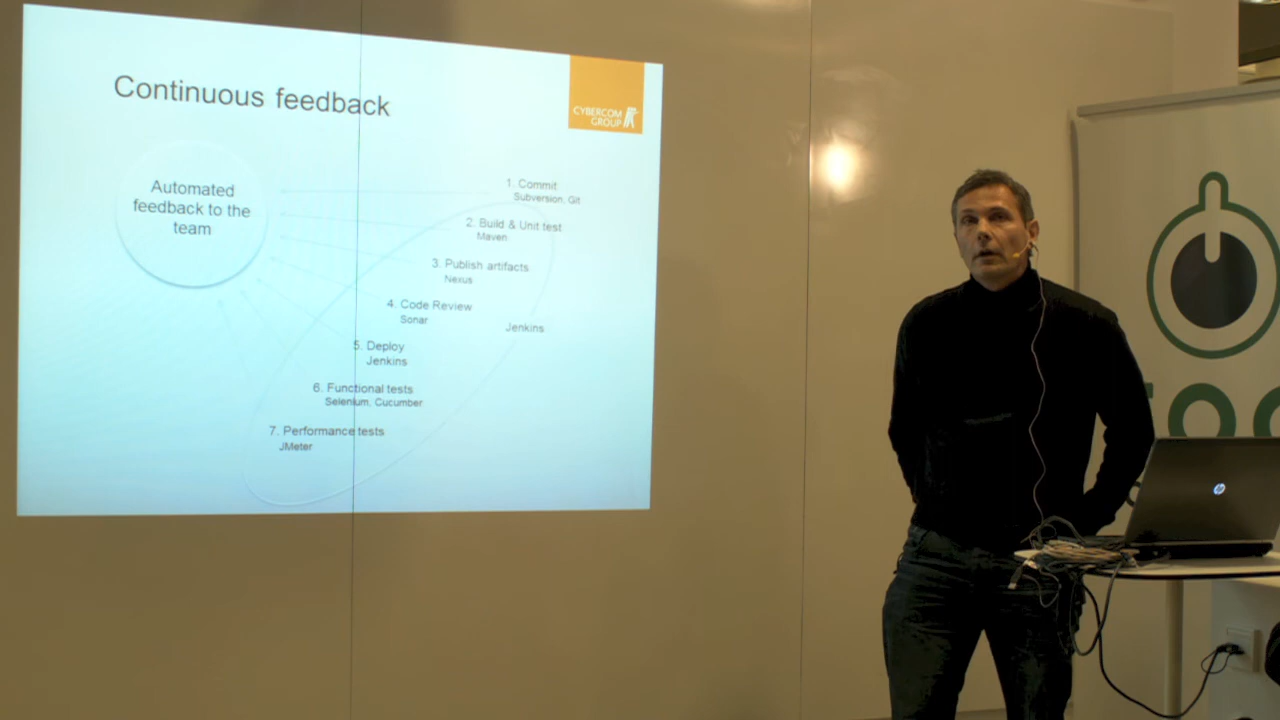 Continuous feedback
CYBERCOM
GROUP
Automated
feedback to the
team
1. Commit
Subversion, Git
2. Build & Unit test
Maven
3. Publish artifacts
Nexus
4. Code Review
Sonar
Jenkins
5. Deploy
Jenkins
6. Functional tests
Selenium, Cucumber
7. Performance tests
JMeter
hp